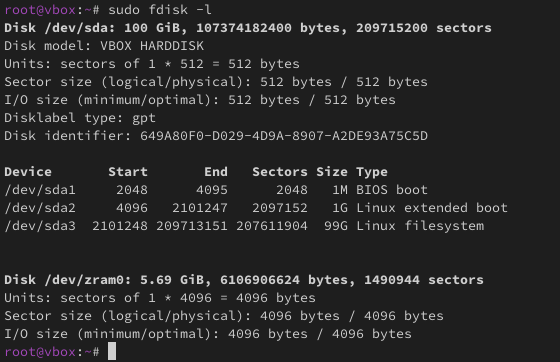 root@vbox:~# sudo fdisk -l
Disk /dev/sda: 100 GiB, 107374182400 bytes, 209715200 sectors
Disk model: VBOX HARDDISK
Units: sectors of 1 * 512 = 512 bytes
Sector size (logical/physical): 512 bytes / 512 bytes
I/O size (minimum/optimal): 512 bytes / 512 bytes
Disklabel type: gpt
Disk identifier: 649A80F0-D029-4D9A-8907-A2DE93A75C5D
Device Start End Sectors Size Type
/dev/sda1 2048 4095 2048 1M BIOS boot
/dev/sda2 4096 2101247 2097152 1G Linux extended boot
/dev/sda3 2101248 209713151 207611904 99G Linux filesystem
Disk /dev/zram0: 5.69 GiB, 6106906624 bytes, 1490944 sectors
Units: sectors of 1 * 4096 = 4096 bytes
Sector size (logical/physical): 4096 bytes / 4096 bytes
I/O size (minimum/optimal): 4096 bytes / 4096 bytes
root@vbox:~#